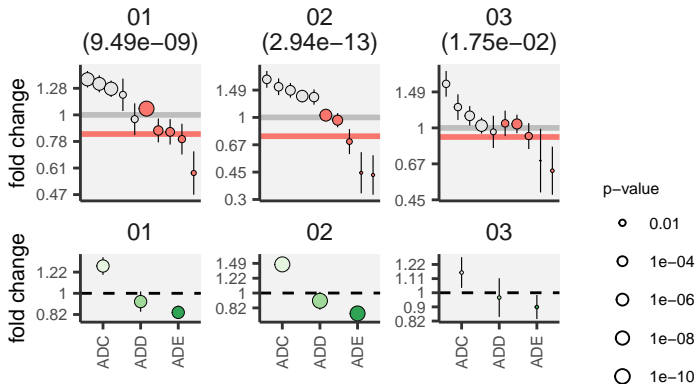 01
(9.49e−09)
02
(2.94e−13)
03
(1.75e−02)
fold change
1.28
1
0.78
0.61
0.47
1.49
1
0.67
0.45
0.3
1.49
1
0.67
0.45
01
02
03
fold change
1.22
1
0.82
1.49
1.22
1
0.82
1.22
1.11
1
0.9
0.82
ADC
ADD
ADE
ADC
ADD
ADE
ADC
ADD
ADE
p−value
0.01
1e−04
1e−06
1e−08
1e−10